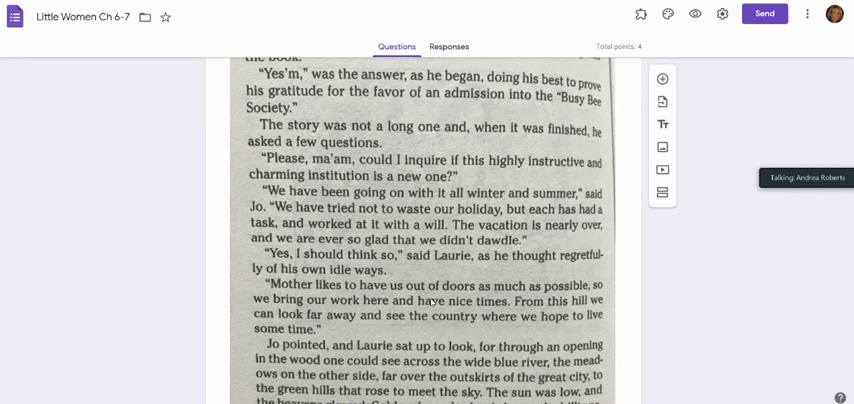 Little Women Ch 6-7
Send
Questions Responses Total points: 4
the book.
"Yes'm," was the answer, as he began, doing his best to prove
his gratitude for the favor of an admission into the "Busy Bee
Society."
The story was not a long one and, when it was finished, he
asked a few questions.
"Please, ma'am, could I inquire if this highly instructive and
charming institution is a new one?"
"We have been going on with it all winter and summer," said
Jo. "We have tried not to waste our holiday, but each has had a
task, and worked at it with a will. The vacation is nearly over,
and we are ever so glad that we didn't dawdle."
"Yes, I should think so," said Laurie, as he thought regretful-
ly of his own idle ways.
"Mother likes to have us out of doors as much as possible, so
we bring our work here and have nice times. From this hill we
can look far away and see the country where we hope to live
some time."
Jo pointed, and Laurie sat up to look, for through an opening
in the wood one could see across the wide blue river, the mead-
ows on the other side, far over the outskirts of the great city, to
the green hills that rose to meet the sky. The sun was low, and
Talking: Andrea Roberts
Tт